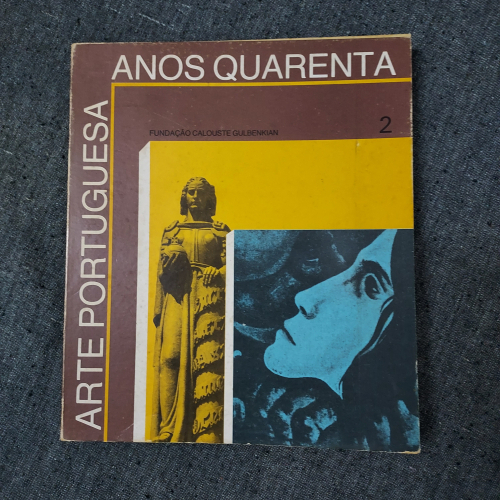 ANOS QUARENTA
ARTE PORTUGUESA
FUNDAÇÃO CALOUSTE GULBENKIAN
2